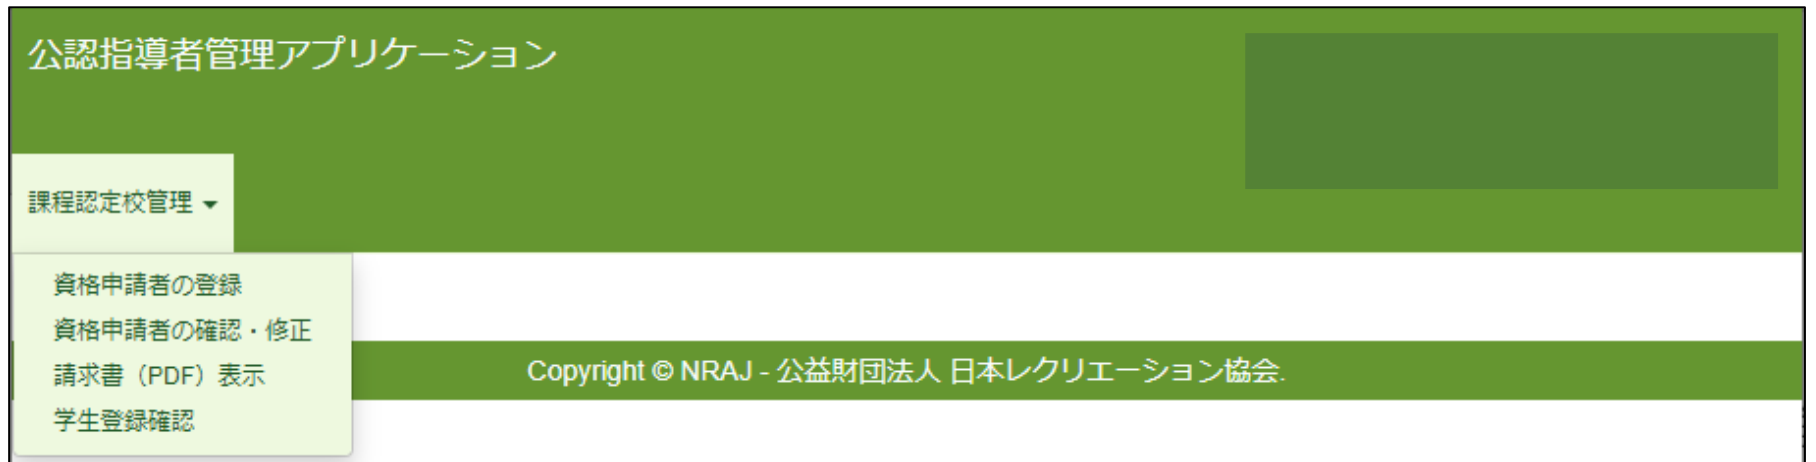 公認指導者管理アプリケーション
課程認定校管理
資格申請者の登録
資格申請者の確認・修正
請求書（PDF）表示
学生登録確認
Copyright © NRAJ - 公益財団法人 日本レクリエーション協会.